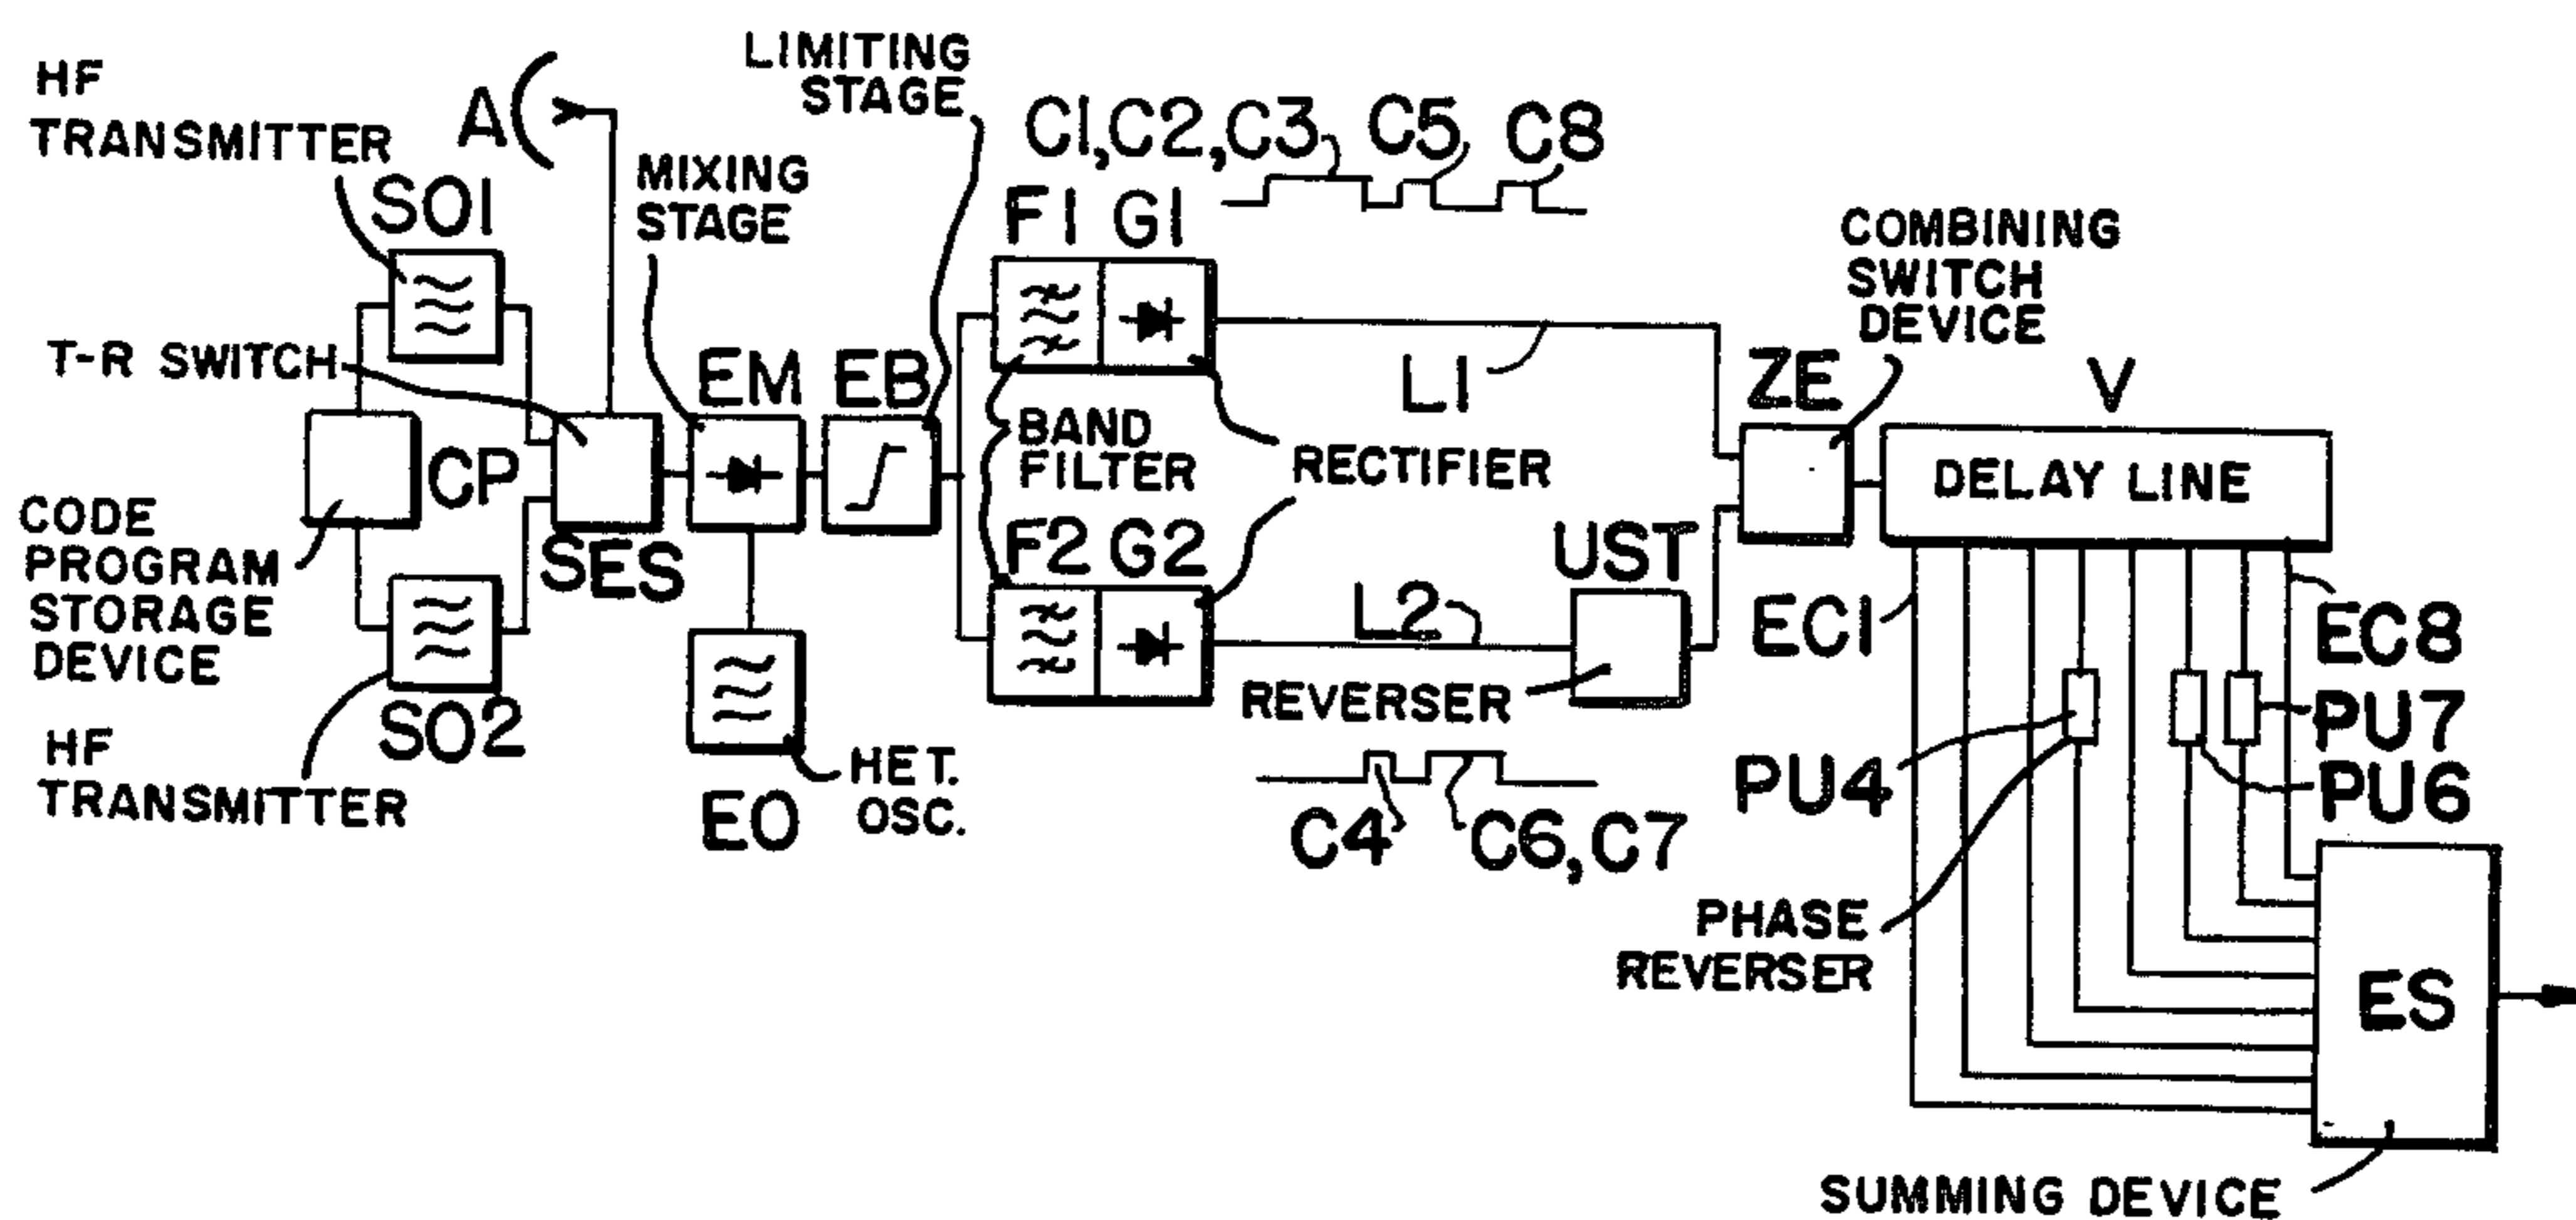 HF
TRANSMITTER
SO1
A
LIMITING
STAGE
MIXING
STAGE
C1,C2,C3
C5
C8
F1
G1
COMBINING
SWITCH
DEVICE
T-R SWITCH
EM
EB
L1
ZE
V
CP
BAND
FILTER
RECTIFIER
DELAY LINE
CODE
PROGRAM
STORAGE
DEVICE
SES
F2
G2
UST
L2
EC1
EC8
REVERSER
PU7
PU4
PU6
SO2
HF
TRANSMITTER
EO
HET.
OSC.
C4
C6,C7
PHASE
REVERSER
ES
SUMMING DEVICE